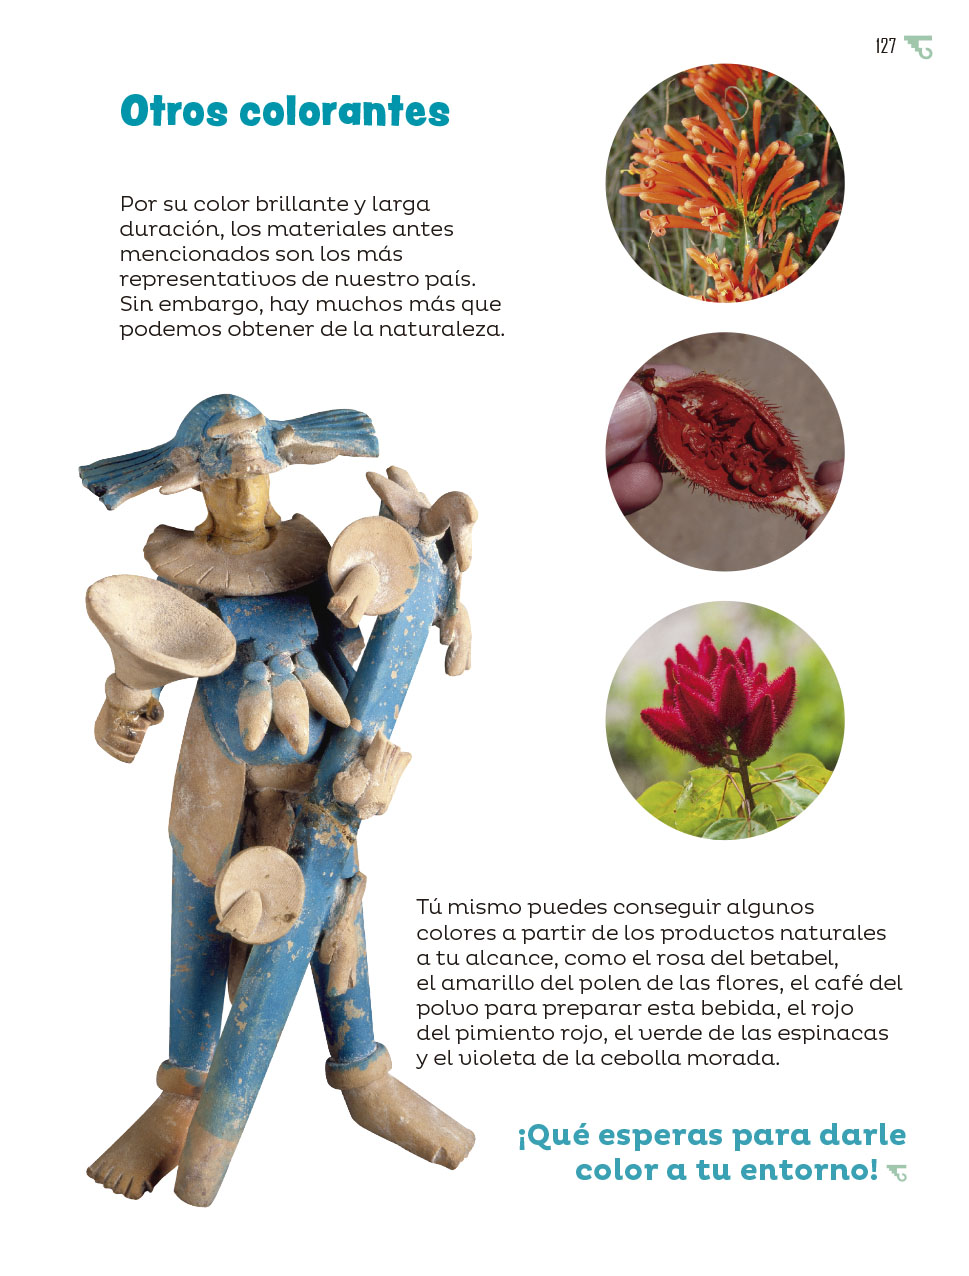 127
Otros colorantes
Por su color brillante y larga
duración, los materiales antes
mencionados son los más
representativos de nuestro país.
Sin embargo, hay muchos más que
podemos obtener de la naturaleza.
Tú mismo puedes conseguir algunos
colores a partir de los productos naturales
a tu alcance, como el rosa del betabel,
el amarillo del polen de las flores, el café del
polvo para preparar esta bebida, el rojo
del pimiento rojo, el verde de las espinacas
y el violeta de la cebolla morada.
¡Qué esperas para darle
color a tu entorno!